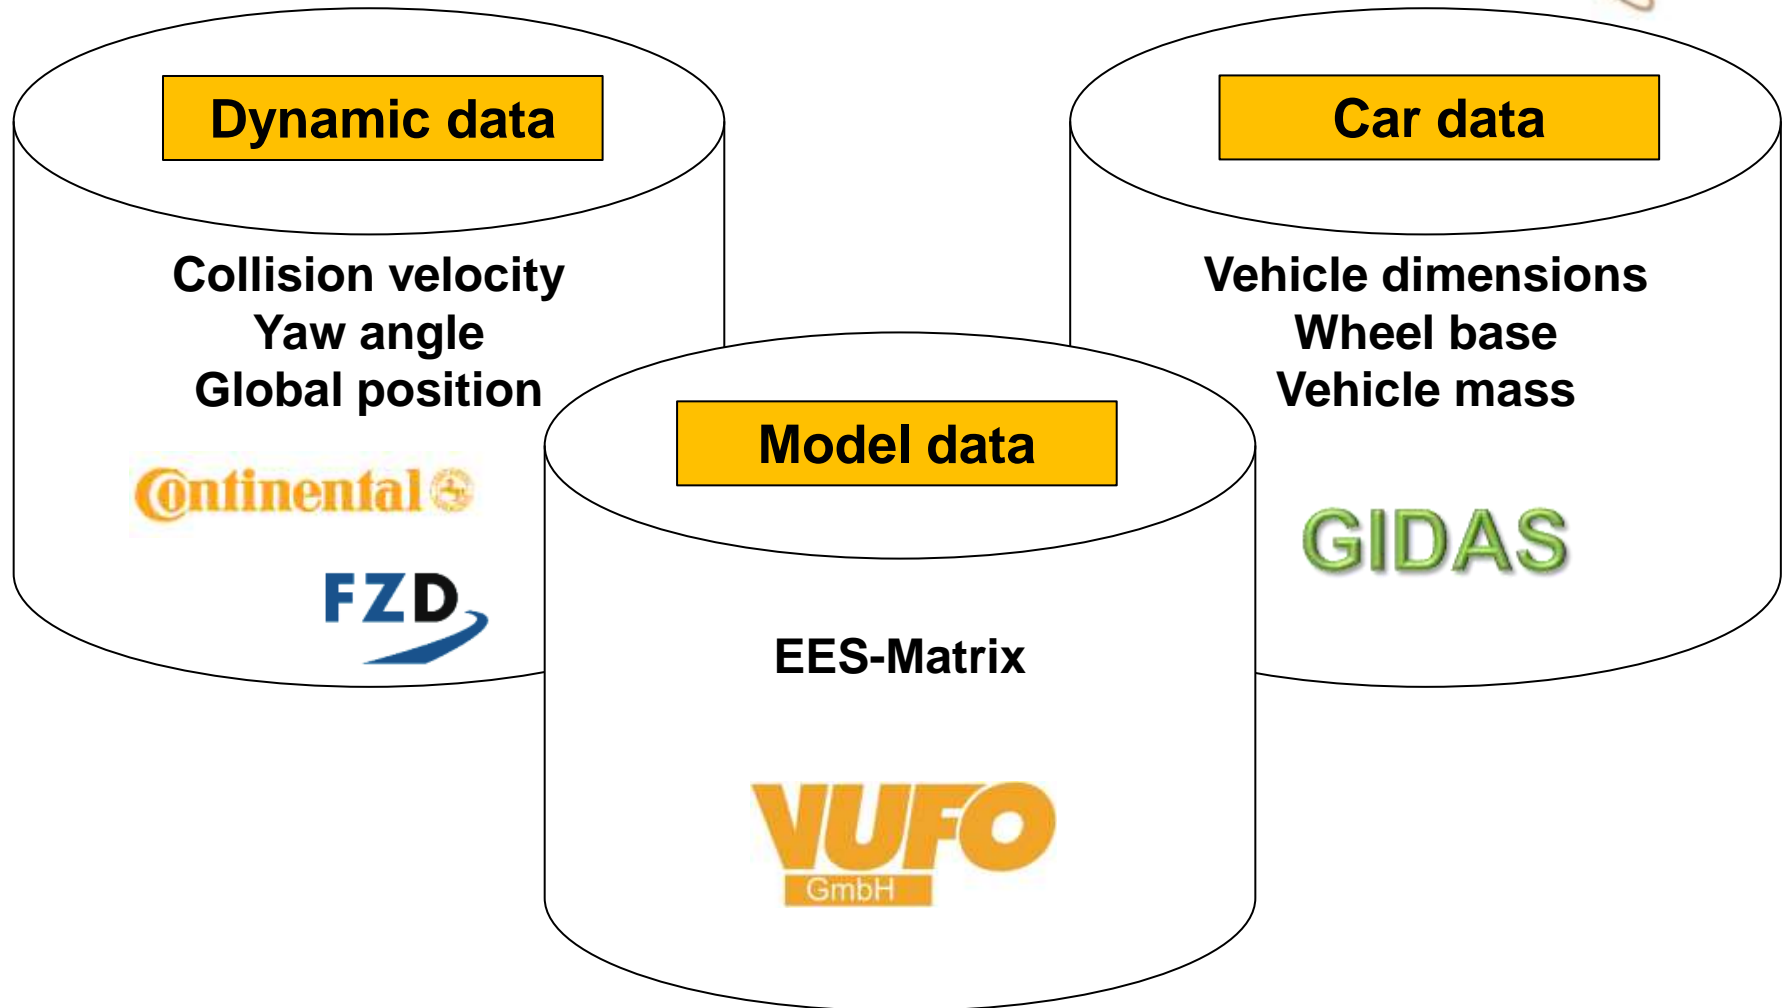 Dynamic data
Collision velocity
Yaw angle
Global position
Continental
FZD
Car data
Vehicle dimensions
Wheel base
Vehicle mass
GIDAS
Model data
EES-Matrix
VUFO
GmbH